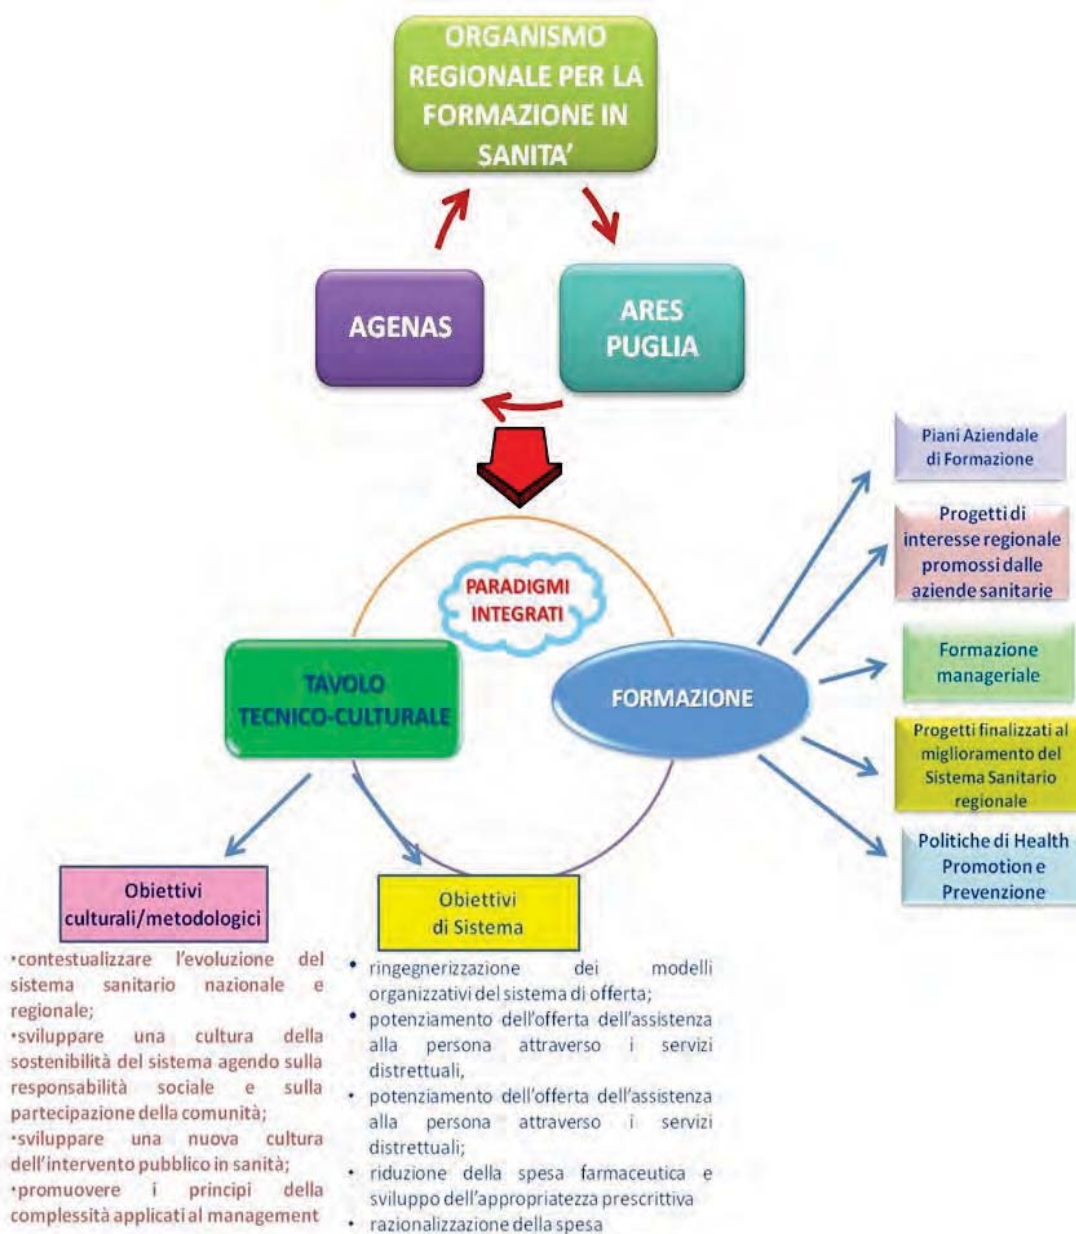 ORGANISMO
REGIONALE PER LA
FORMAZIONE IN
SANITA'
AGENAS
ARES
PUGLIA
PARADIGMI
INTEGRATI
TAVOLO
TECNICO-CULTURALE
FORMAZIONE
Piani Aziendale
di Formazione
Progetti di
interesse regionale
promossi dalle
aziende sanitarie
Formazione
manageriale
Progetti finalizzati al
miglioramento del
Sistema Sanitario
regionale
Politiche di Health
Promotion e
Prevenzione
Obiettivi
culturali/metodologici
•contestualizzare l'evoluzione del
sistema sanitario nazionale e
regionale;
•sviluppare una cultura della
sostenibilità del sistema agendo sulla
responsabilità sociale e sulla
partecipazione della comunità;
•sviluppare una nuova cultura
dell'intervento pubblico in sanità;
•promuovere i principi della
complessità applicati al management
Obiettivi
di Sistema
• ringegnerizzazione dei modelli
organizzativi del sistema di offerta;
• potenziamento dell'offerta dell'assistenza
alla persona attraverso i servizi
distrettuali,
• potenziamento dell'offerta dell'assistenza
alla persona attraverso i servizi
distrettuali;
• riduzione della spesa farmaceutica e
sviluppo dell'appropriatezza prescrittiva
• razionalizzazione della spesa